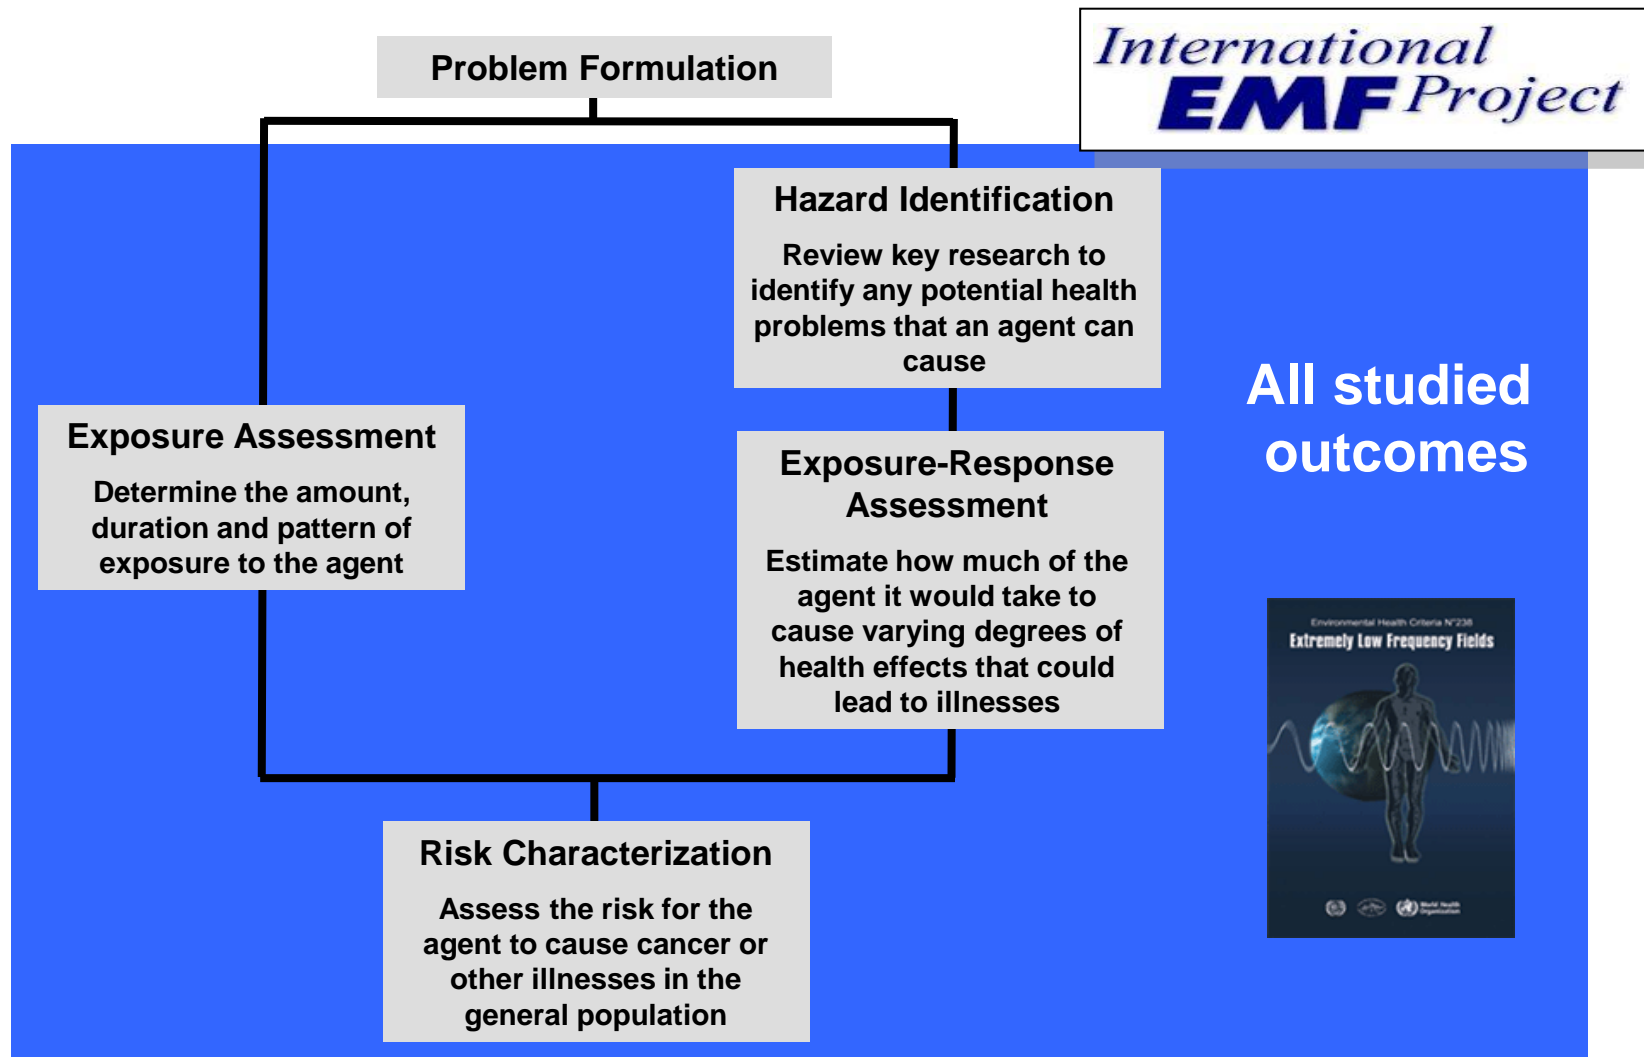 Problem Formulation
International
EMF Project
Hazard Identification
Review key research to
identify any potential health
problems that an agent can
cause
Exposure Assessment
Determine the amount,
duration and pattern of
exposure to the agent
Exposure-Response
Assessment
Estimate how much of the
agent it would take to
cause varying degrees of
health effects that could
lead to illnesses
All studied
outcomes
Environmental Health Criteria N°238
Extremely Low Frequency Fields
World Health
Organization
Risk Characterization
Assess the risk for the
agent to cause cancer or
other illnesses in the
general population